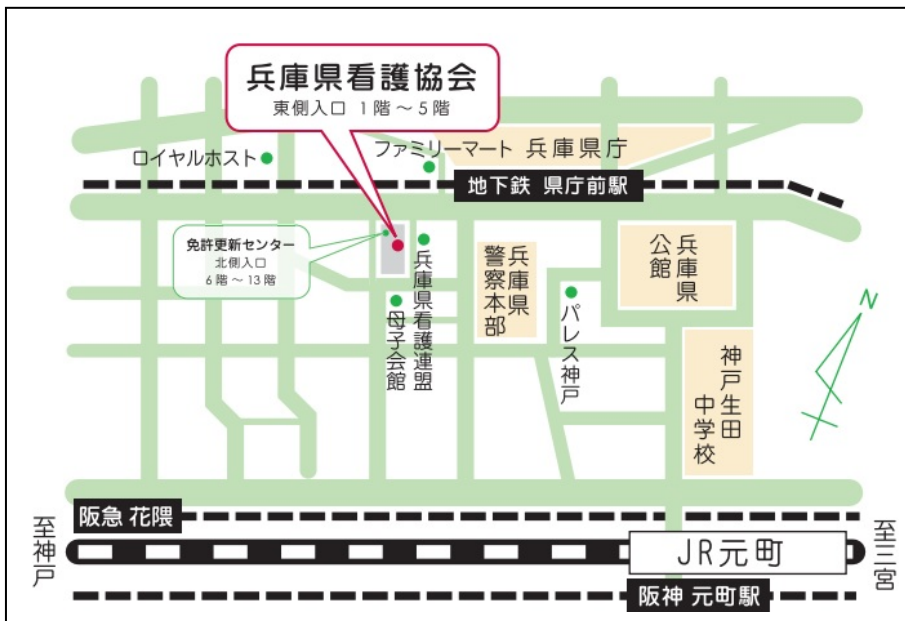 兵庫県看護協会
東側入口 1階～5階
ロイヤルホスト
ファミリーマート
兵庫県庁
地下鉄 県庁前駅
免許更新センター
北側入口
6階～13階
兵庫県看護連盟
母子会館
兵庫県
警察本部
パレス神戸
兵庫県
公館
神戸生田
中学校
N
阪急 花隈
至神戸
JR元町
至三宮
阪神 元町駅